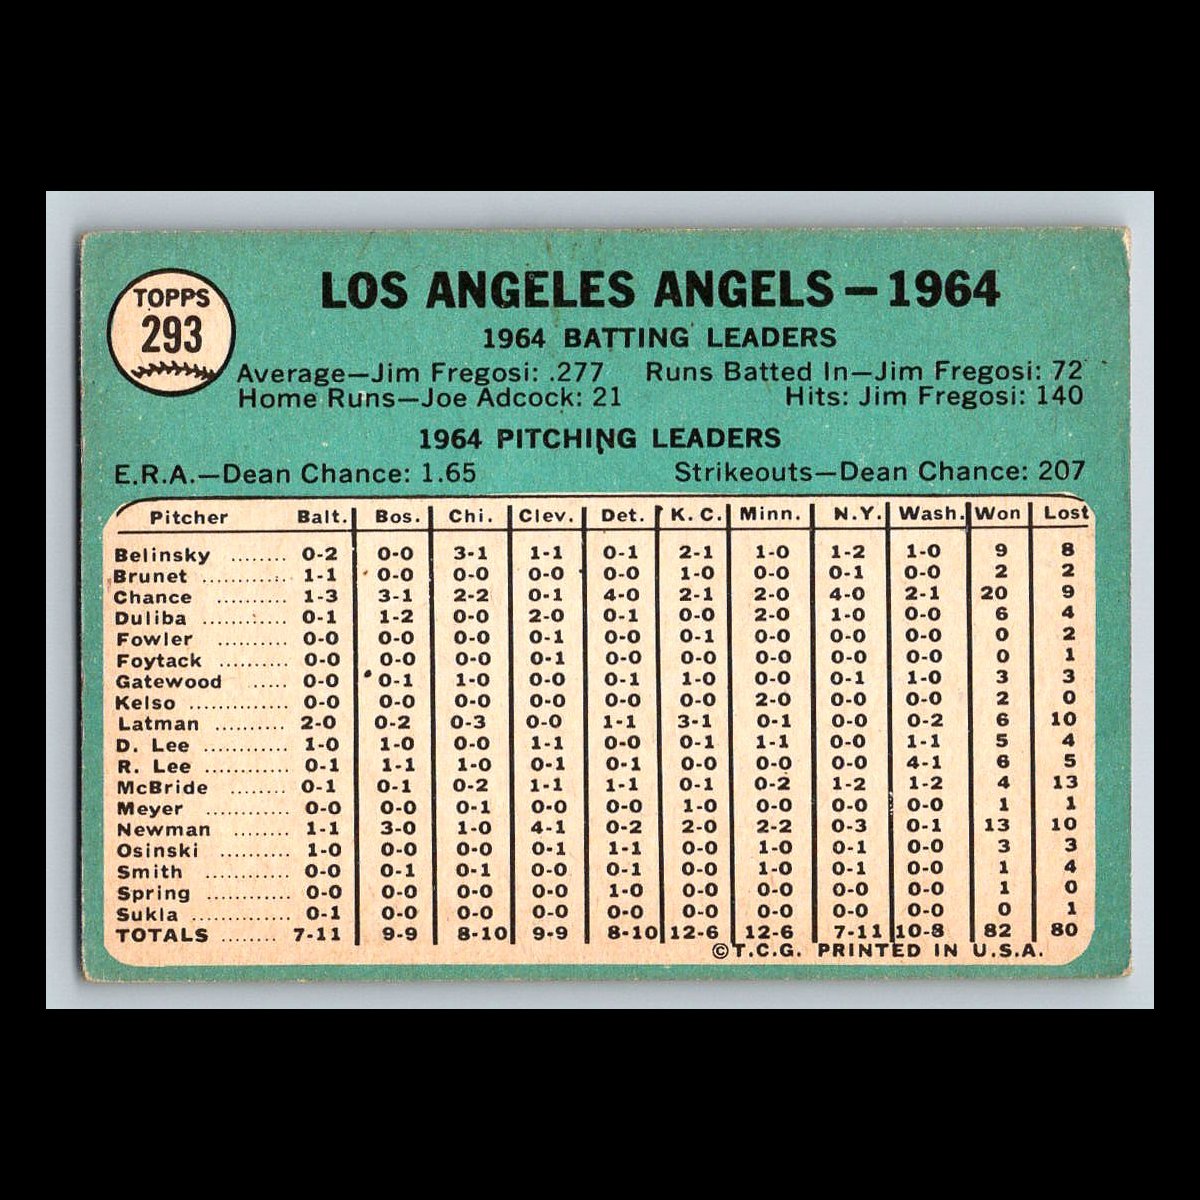 TOPPS
293
LOS ANGELES ANGELS – 1964
1964 BATTING LEADERS
Average—Jim Fregosi: .277 Runs Batted In—Jim Fregosi: 72
Home Runs—Joe Adcock: 21 Hits: Jim Fregosi: 140
1964 PITCHING LEADERS
E.R.A.—Dean Chance: 1.65 Strikeouts—Dean Chance: 207
Pitcher Balt. Bos. Chi. Clev. Det. K.C. Minn. N.Y. Wash. Won Lost
Belinsky ....... 0-2 0-0 3-1 1-1 0-1 2-1 1-0 1-2 1-0 9 8
Brunet ........... 1-1 0-0 0-0 0-0 0-0 1-0 0-0 0-1 0-0 2 2
Chance .......... 1-3 3-1 2-2 0-1 4-0 2-1 2-0 4-0 2-1 20 9
Duliba ............ 0-1 1-2 0-0 2-0 0-1 0-0 2-0 1-0 0-0 6 4
Fowler .......... 0-0 0-0 0-0 0-1 0-0 0-1 0-0 0-0 0-0 0 2
Foytack .......... 0-0 0-0 0-0 0-1 0-0 0-0 0-0 0-0 0-0 0 1
Gatewood ...... 0-0 0-1 1-0 0-0 0-1 1-0 0-0 0-1 1-0 3 3
Kelso ............. 0-0 0-0 0-0 0-0 0-0 0-0 2-0 0-0 0-0 2 0
Latman .......... 2-0 0-2 0-3 0-0 1-1 3-1 0-1 0-0 0-2 6 10
D. Lee ............ 1-0 1-0 0-0 1-1 0-0 0-1 1-1 0-0 1-1 5 4
R. Lee ............ 0-1 1-1 1-0 0-1 0-0 0-0 0-0 0-0 4-1 6 5
McBride ........ 0-1 0-1 0-2 1-1 1-1 0-1 0-2 1-2 1-2 4 13
Meyer ............ 0-0 0-0 0-1 0-0 0-0 1-0 0-0 0-0 0-0 1 1
Newman ........ 1-1 3-0 1-0 4-1 0-2 2-0 2-2 0-3 0-1 13 10
Osinski .......... 1-0 0-0 0-0 0-1 1-1 0-0 1-0 0-1 0-0 3 3
Smith ............ 0-0 0-1 0-1 0-0 0-1 0-0 1-0 0-1 0-0 1 4
Spring ............ 0-0 0-0 0-0 0-0 1-0 0-0 0-0 0-0 0-0 1 0
Sukla .............. 0-1 0-0 0-0 0-0 0-0 0-0 0-0 0-0 0-0 0 1
TOTALS ........ 7-11 9-9 8-10 9-9 8-10 12-6 12-6 7-11 10-8 82 80
©T.C.G. PRINTED IN U.S.A.